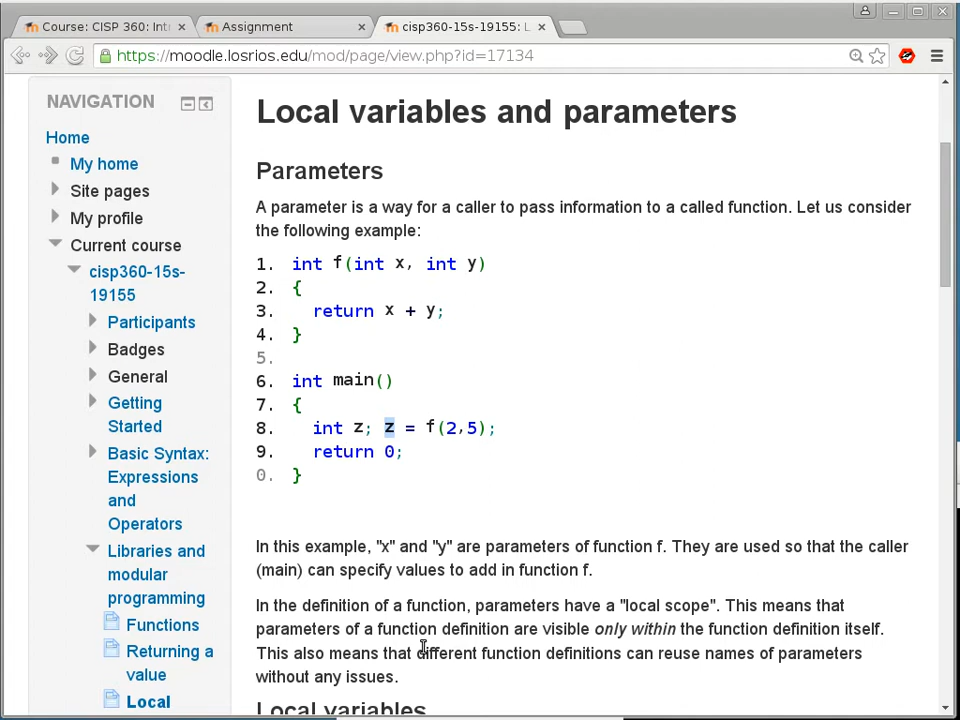 Course: CISP 360: Int
Assignment
cisp360-15s-19155: L
https://moodle.losrios.edu/mod/page/view.php?id=17134
NAVIGATION
Home
My home
Site pages
My profile
Current course
cisp360-15s-
19155
Participants
Badges
General
Getting
Started
Basic Syntax:
Expressions
and
Operators
Libraries and
modular
programming
Functions
Returning a
value
Local
Local variables and parameters
Parameters
A parameter is a way for a caller to pass information to a called function. Let us consider
the following example:
1. int f(int x, int y)
2. {
3. return x + y;
4. }
5.
6. int main()
7. {
8. int z; z = f(2,5);
9. return 0;
0. }
In this example, "x" and "y" are parameters of function f. They are used so that the caller
(main) can specify values to add in function f.
In the definition of a function, parameters have a "local scope". This means that
parameters of a function definition are visible only within the function definition itself.
This also means that different function definitions can reuse names of parameters
without any issues.
Local variables